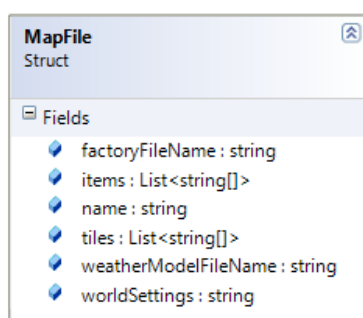 MapFile
Struct
Fields
factoryFileName : string
items : List<string[]>
name : string
tiles : List<string[]>
weatherModelFileName : string
worldSettings : string